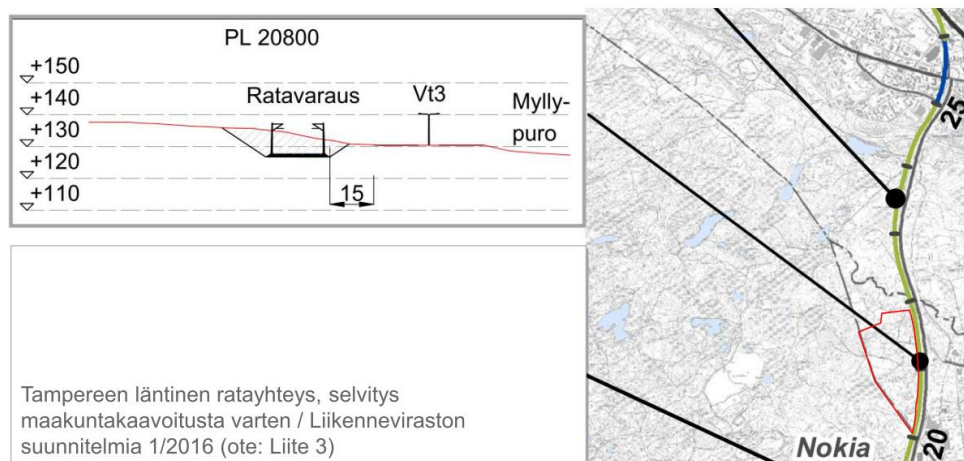 PL 20800
+150
+140
Ratavaraus
Vt3
Mylly-
puro
+130
+120
+110
15
Tampereen läntinen ratayhteys, selvitys
maakuntakaavoitusta varten / Liikenneviraston
suunnitelmia 1/2016 (ote: Liite 3)
25
20
Nokia